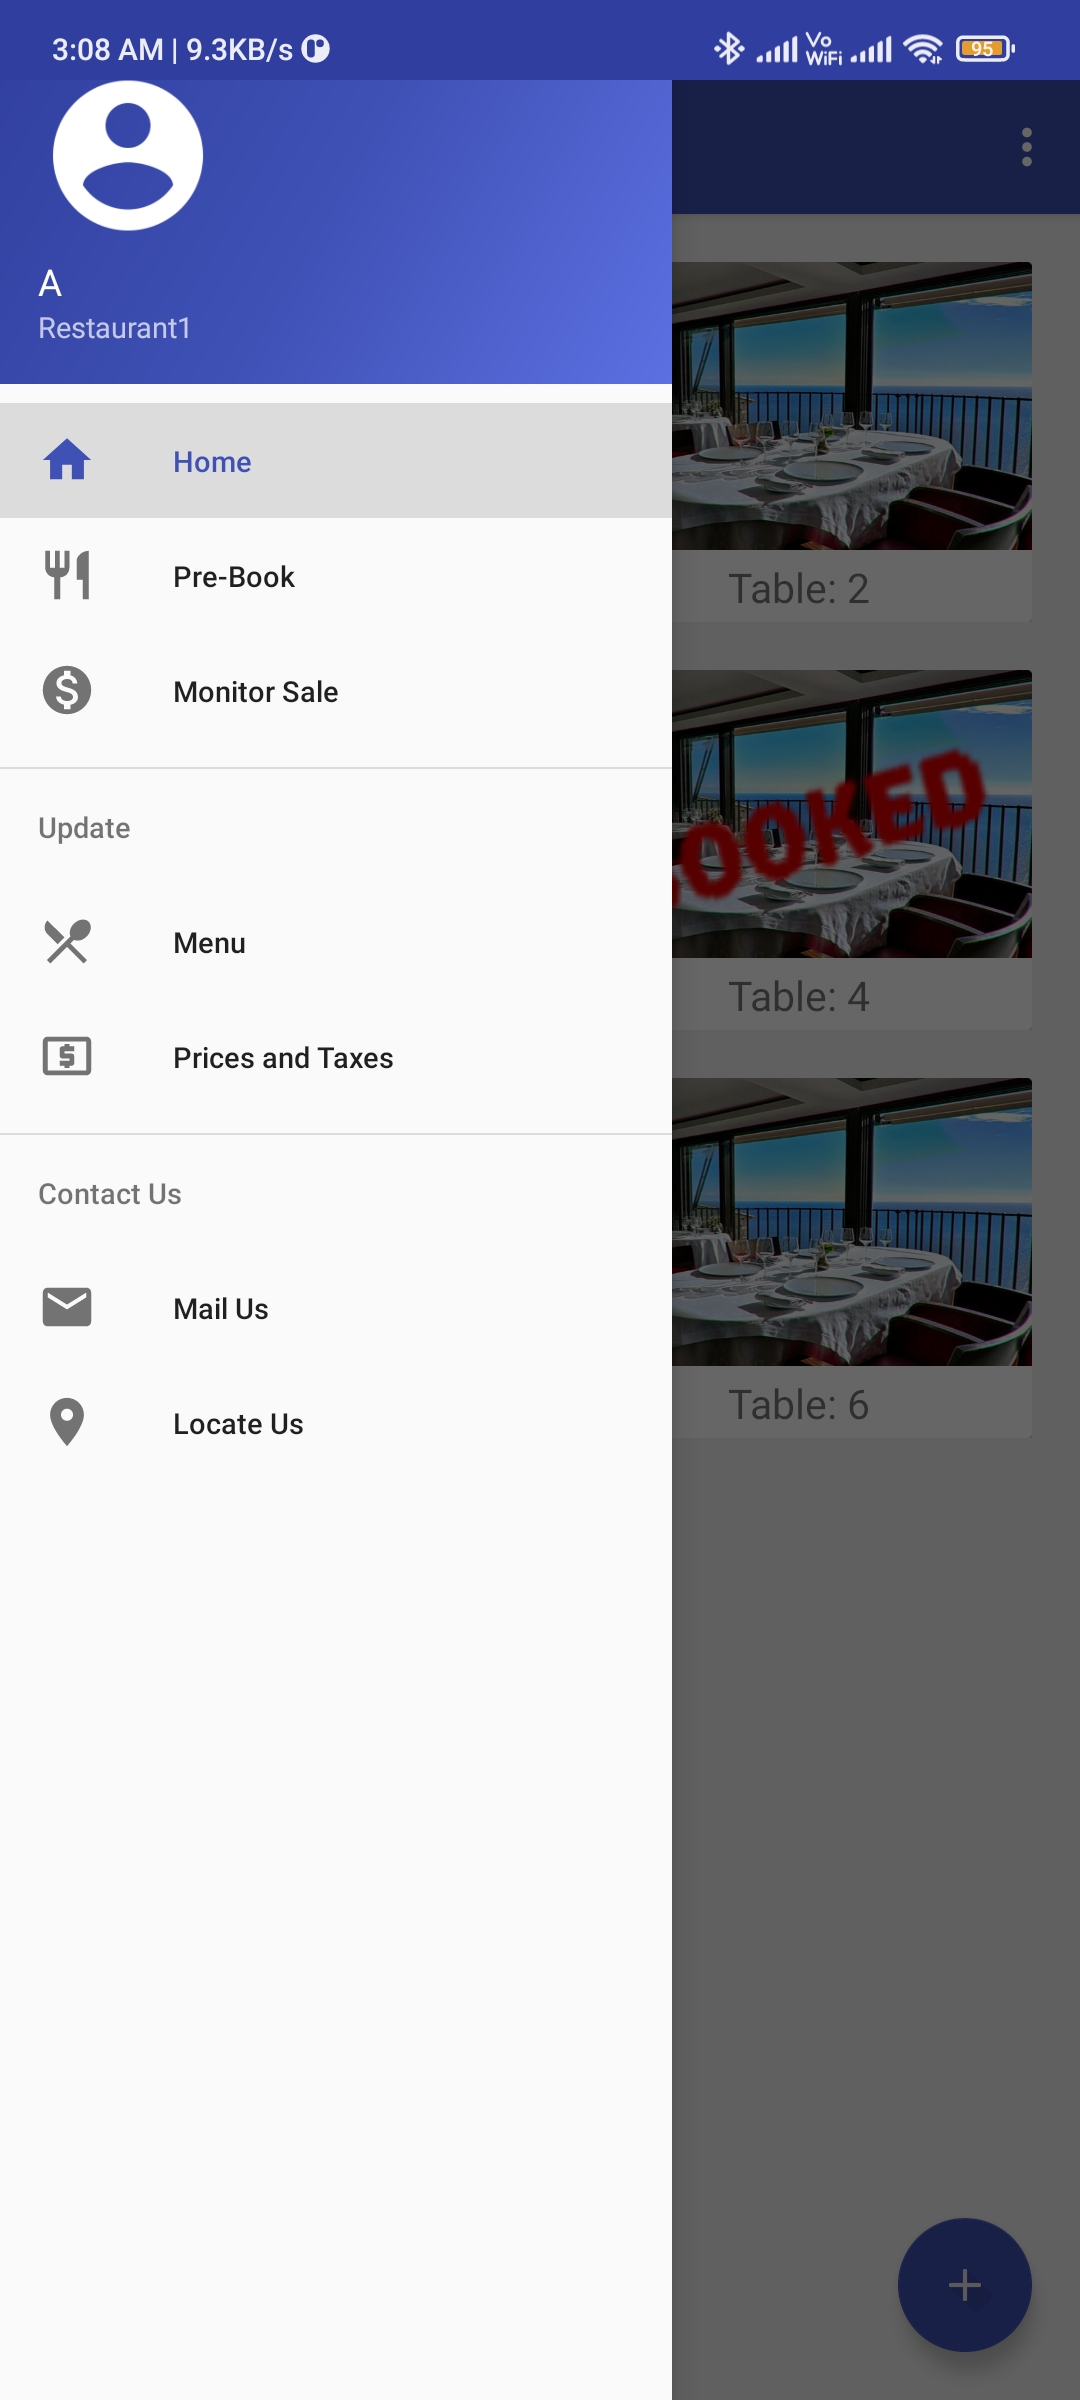 3:08 AM | 9.3KB/s
Vo
WiFi
95
A
Restaurant1
Home
Pre-Book
Monitor Sale
Update
Menu
Prices and Taxes
Contact Us
Mail Us
Locate Us
Table: 2
OOKED
Table: 4
Table: 6